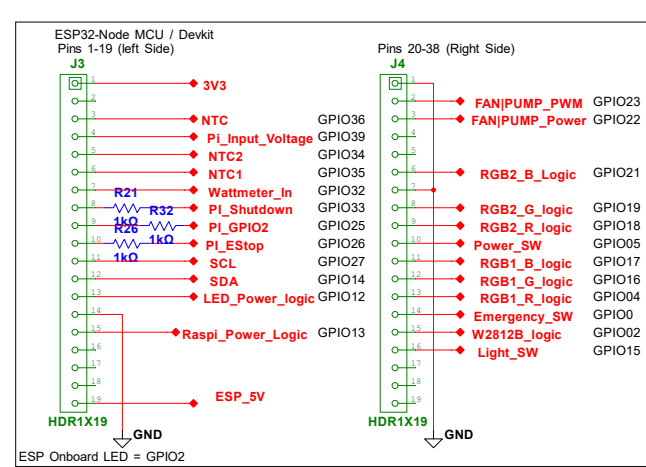 ESP32-Node MCU / Devkit
Pins 1-19 (left Side)
J3
1
3V3
2
3
NTC GPIO36
4
Pi_Input_Voltage GPIO39
5
NTC2 GPIO34
6
NTC1 GPIO35
7
Wattmeter_In GPIO32
R21
1kΩ
8
PI_Shutdown GPIO33
R32
1kΩ
9
PI_GPIO2 GPIO25
R26
1kΩ
10
PI_EStop GPIO26
11
SCL GPIO27
12
SDA GPIO14
13
LED_Power_logic GPIO12
14
15
Raspi_Power_Logic GPIO13
16
17
18
19
ESP_5V
HDR1X19
GND
ESP Onboard LED = GPIO2
Pins 20-38 (Right Side)
J4
1
2
FAN|PUMP_PWM GPIO23
3
FAN|PUMP_Power GPIO22
4
5
6
RGB2_B_Logic GPIO21
7
8
RGB2_G_logic GPIO19
9
RGB2_R_logic GPIO18
10
Power_SW GPIO05
11
RGB1_B_logic GPIO17
12
RGB1_G_logic GPIO16
13
RGB1_R_logic GPIO04
14
Emergency_SW GPIO0
15
W2812B_logic GPIO02
16
Light_SW GPIO15
17
18
19
HDR1X19
GND